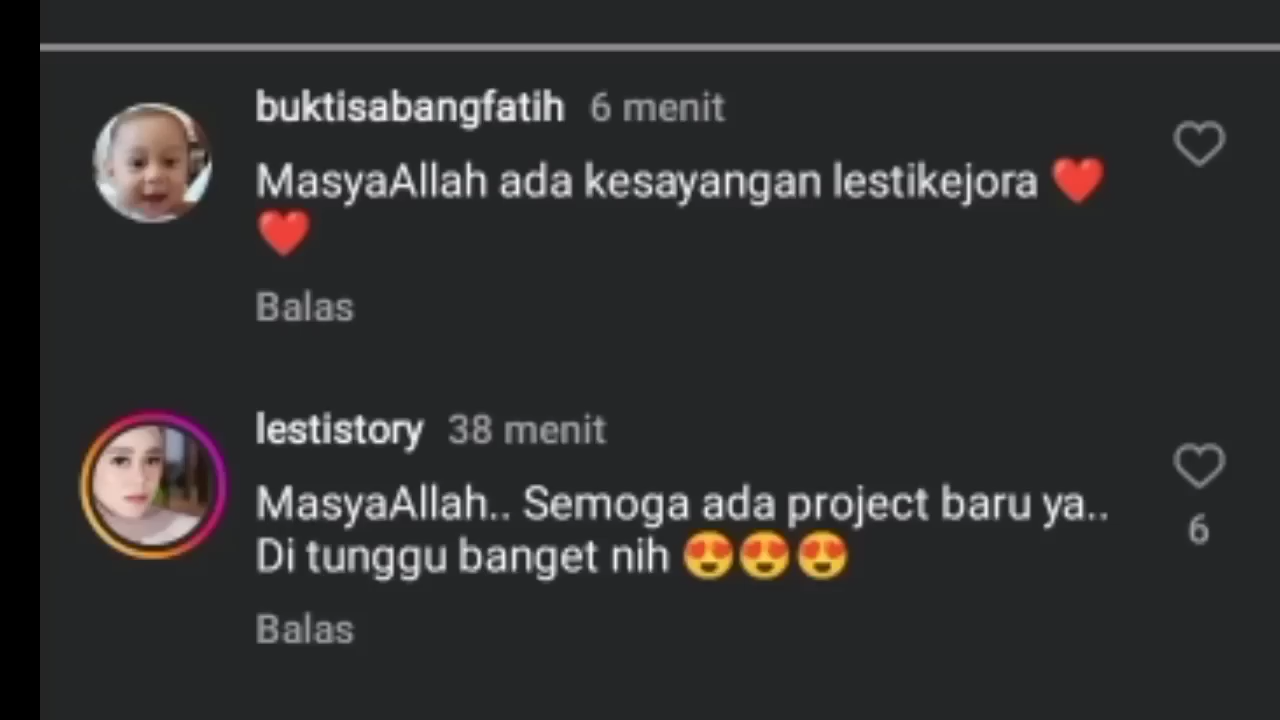 buktisabangfatih 6 menit
MasyaAllah ada kesayangan lestikejora ❤️
❤️
Balas
lestistory 38 menit
MasyaAllah.. Semoga ada project baru ya..
6
Di tunggu banget nih 😍😍😍
Balas